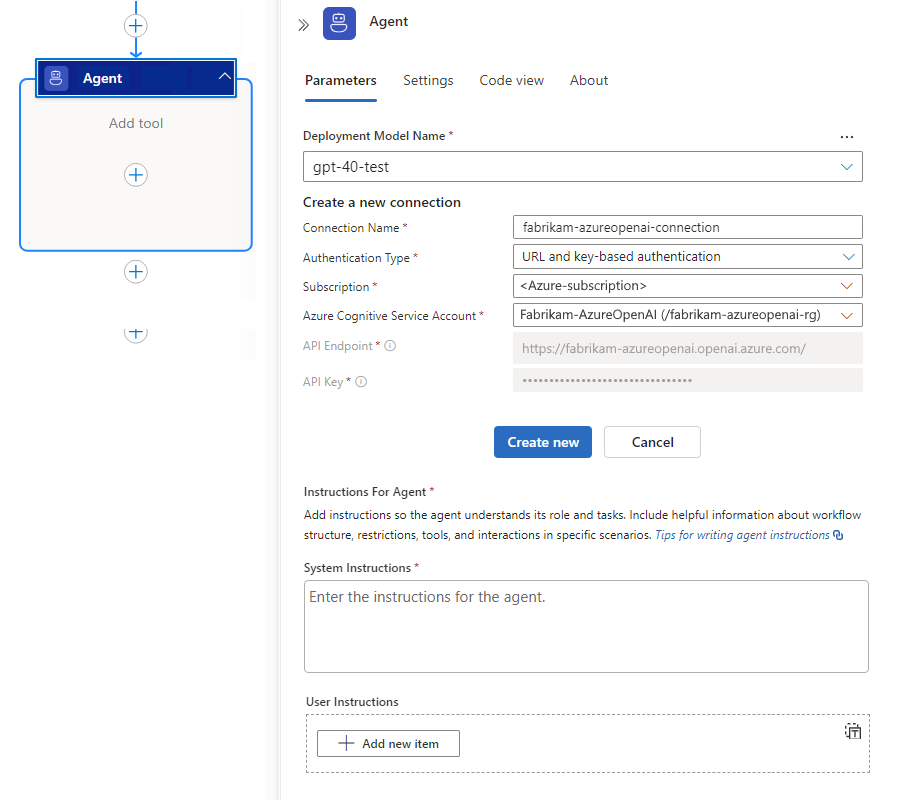 Agent
Add tool
Agent
Parameters Settings Code view About
Deployment Model Name *
...
gpt-40-test
Create a new connection
Connection Name * fabrikam-azureopenai-connection
Authentication Type * URL and key-based authentication
Subscription * <Azure-subscription>
Azure Cognitive Service Account * Fabrikam-AzureOpenAI (/fabrikam-azureopenai-rg)
API Endpoint * https://fabrikam-azureopenai.openai.azure.com/
API Key * ••••••••••••••••••••••••••••••••
Create new Cancel
Instructions For Agent *
Add instructions so the agent understands its role and tasks. Include helpful information about workflow
structure, restrictions, tools, and interactions in specific scenarios. Tips for writing agent instructions
System Instructions *
Enter the instructions for the agent.
User Instructions
Add new item